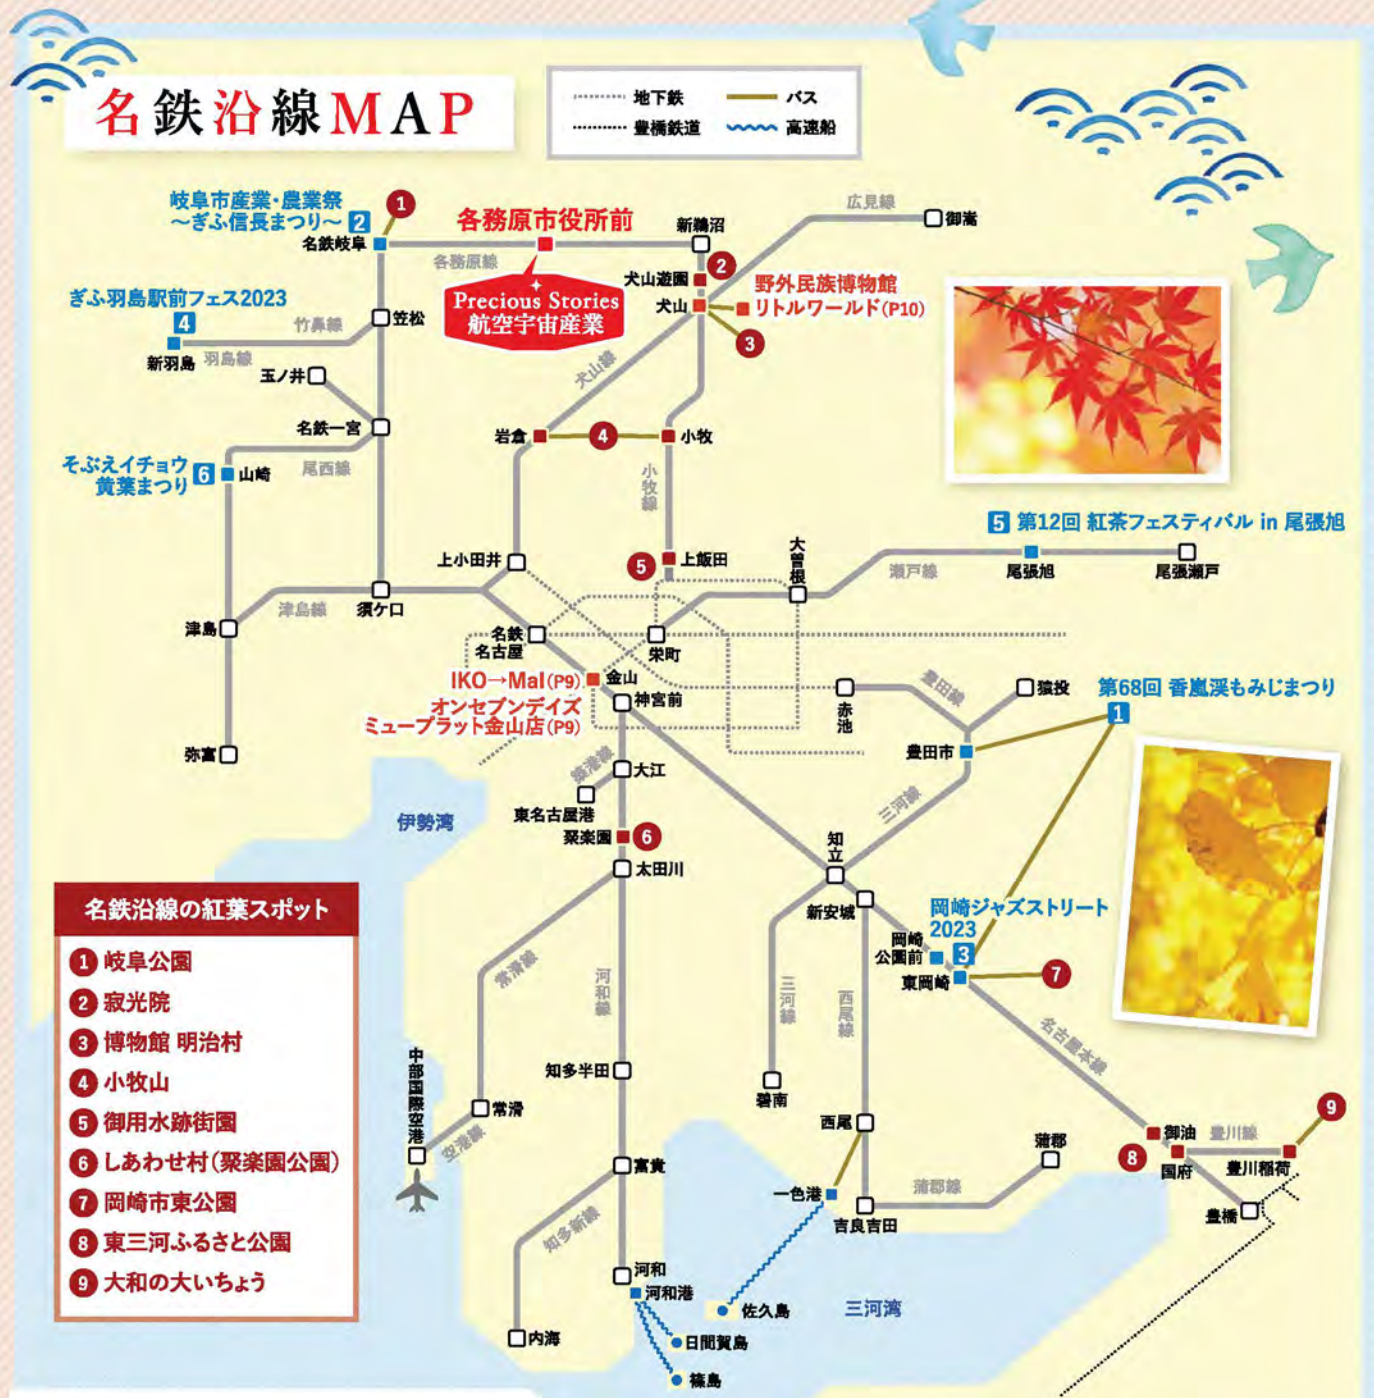 名鉄沿線MAP
地下鉄
バス
豊橋鉄道
高速船
岐阜市産業・農業祭
～ぎふ信長まつり～ 2
1
名鉄岐阜
各務原市役所前
各務原線
新鵜沼
広見線
御嵩
犬山遊園
2
犬山
野外民族博物館
リトルワールド(P10)
3
Precious Stories
航空宇宙産業
ぎふ羽島駅前フェス2023
4
新羽島
竹鼻線
羽島線
笠松
玉ノ井
名鉄一宮
尾西線
犬山線
岩倉
4
小牧
小牧線
そぶえイチョウ
黄葉まつり
6
山崎
5 第12回 紅茶フェスティバル in 尾張旭
上小田井
5
上飯田
大曽根
瀬戸線
尾張旭
尾張瀬戸
津島線
須ケ口
津島
名鉄
名古屋
栄町
IKO→Mal(P9)
金山
オンセブンデイズ
ミュープラット金山店(P9)
神宮前
赤池
豊田線
猿投
第68回 香嵐渓もみじまつり
1
弥富
豊田市
築港線
大江
東名古屋港
三河線
伊勢湾
聚楽園
6
知立
太田川
新安城
岡崎ジャズストリート
2023
3
岡崎
公園前
東岡崎
7
名鉄沿線の紅葉スポット
1 岐阜公園
2 寂光院
3 博物館 明治村
4 小牧山
5 御用水跡街園
6 しあわせ村(聚楽園公園)
7 岡崎市東公園
8 東三河ふるさと公園
9 大和の大いちょう
常滑線
河和線
三河線
西尾線
名古屋本線
中部国際空港
常滑
空港線
知多半田
碧南
西尾
蒲郡
御油
8
国府
豊川線
豊川稲荷
9
富貴
一色港
吉良吉田
蒲郡線
豊橋
知多新線
河和
河和港
内海
佐久島
三河湾
日間賀島
篠島